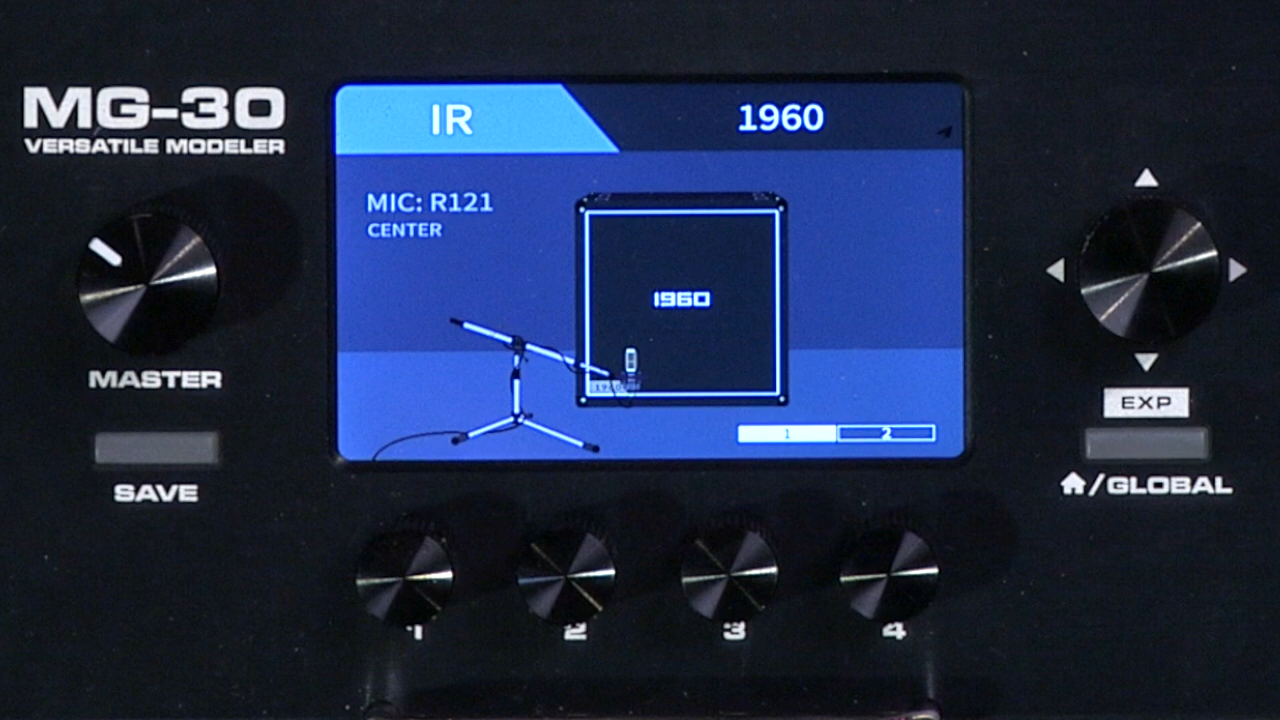 MG-30
VERSATILE MODELER
IR
1960
MIC: R121
CENTER
1960
1
2
MASTER
SAVE
EXP
/GLOBAL
1
2
3
4